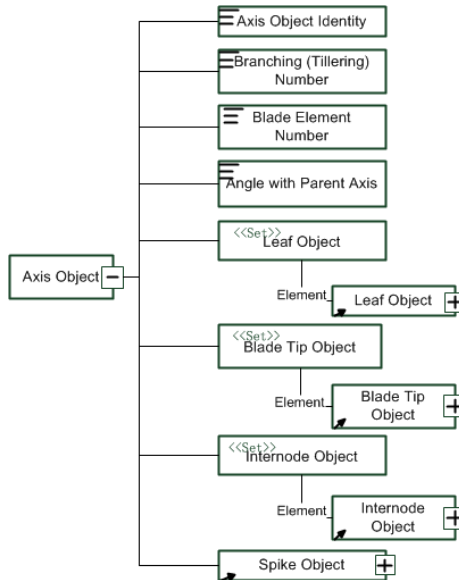 Axis Object Identity
Branching (Tillering)
Number
Blade Element
Number
Angle with Parent Axis
<<Set>>
Leaf Object
Axis Object
Element
Leaf Object
<<Set>>
Blade Tip Object
Element
Blade Tip
Object
<<Set>>
Internode Object
Element
Internode
Object
Spike Object